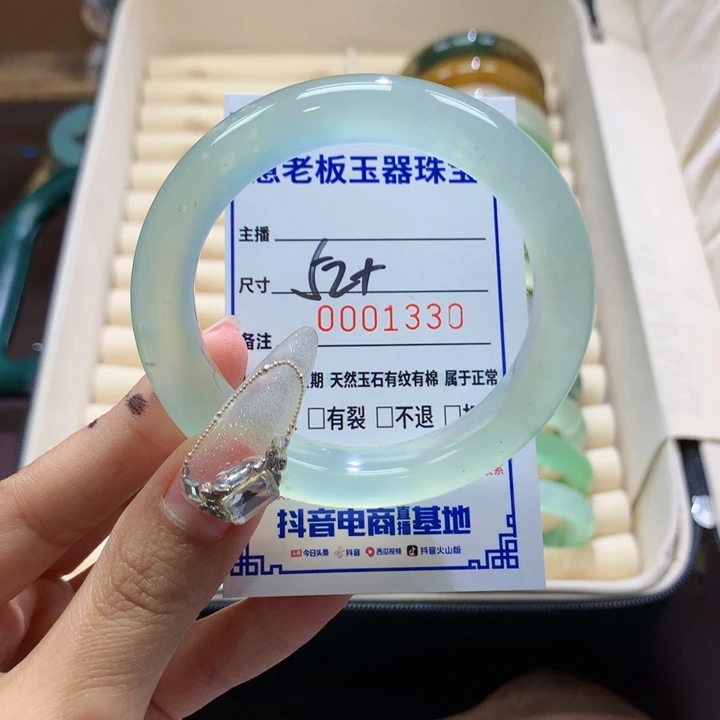 老板玉器珠宝
主播
尺寸 52+
0001330
备注
期 天然玉石有纹有棉 属于正常
□有裂 □不退 □
抖音电商直播基地
今日头条 抖音 西瓜视频 抖音火山版